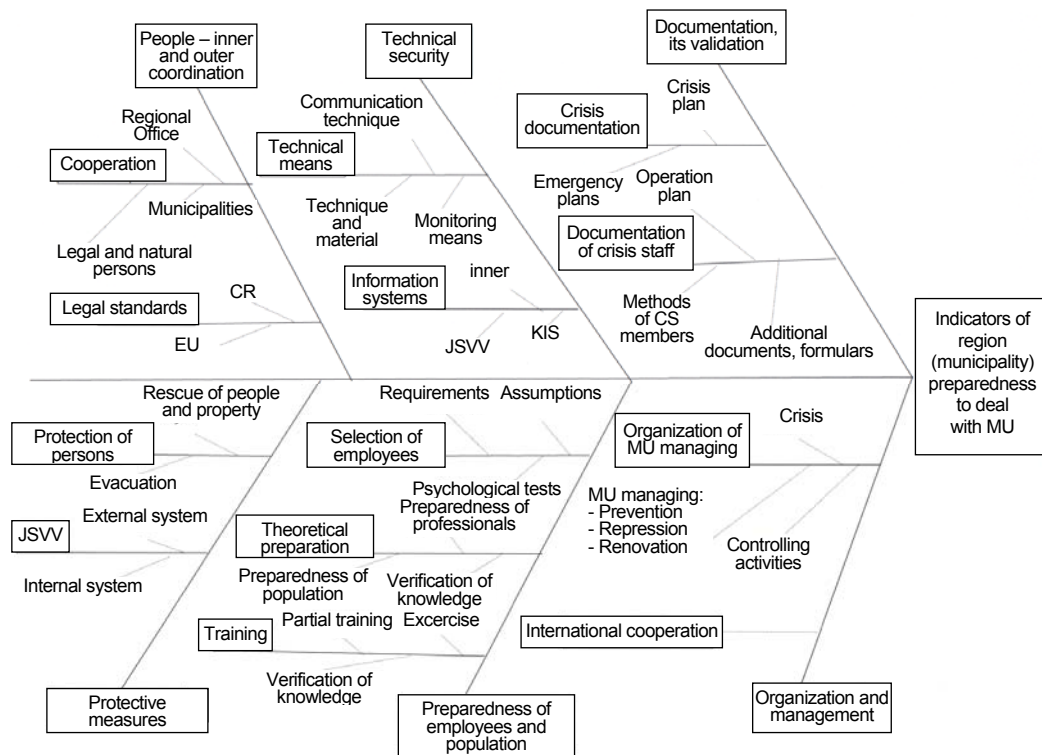 People – inner
and outer
coordination
Technical
security
Documentation,
its validation
Regional
Office
Cooperation
Municipalities
Legal and natural
persons
Legal standards
CR
EU
Communication
technique
Technical
means
Technique
and
material
Monitoring
means
Information
systems
inner
JSVV
KIS
Crisis
plan
Crisis
documentation
Emergency
plans
Operation
plan
Documentation
of crisis staff
Methods
of CS
members
Additional
documents, formulars
Indicators of
region
(municipality)
preparedness
to deal
with MU
Rescue of people
and property
Protection of
persons
Evacuation
External system
JSVV
Internal system
Protective
measures
Requirements
Assumptions
Selection of
employees
Psychological tests
Preparedness of
professionals
Theoretical
preparation
Preparedness of
population
Verification of
knowledge
Partial training
Excercise
Training
Verification of
knowledge
Preparedness of
employees and
population
Crisis
Organization of
MU managing
MU managing:
- Prevention
- Repression
- Renovation
Controlling
activities
International cooperation
Organization and
management